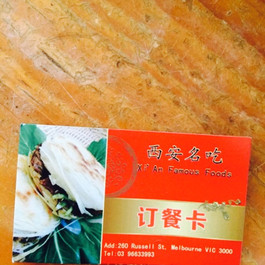 西安名吃
Xi'An Famous Foods
订餐卡
Add:260 Russell St. Melbourne VIC 3000
Tel:03 96633993